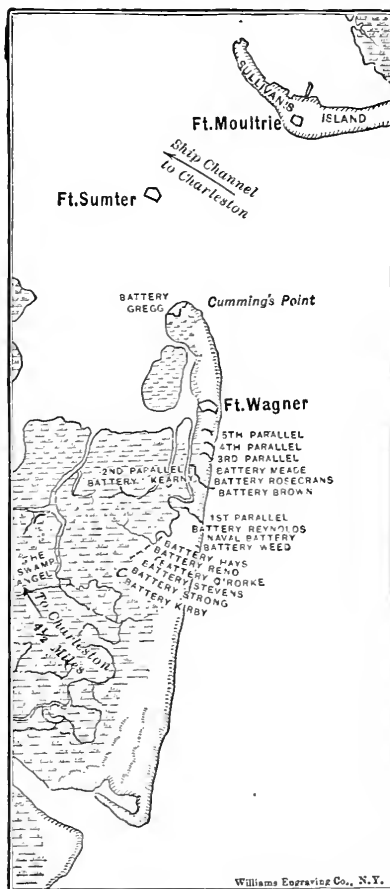 SULLIVAN'S
ISLAND
Ft. Moultrie
Ship Channel
to Charleston
Ft. Sumter
BATTERY
GREGG
Cumming's Point
Ft. Wagner
5TH PARALLEL
4TH PARALLEL
3RD PARALLEL
BATTERY MEADE
2ND PARALLEL
BATTERY KEARNY
BATTERY ROSECRANS
BATTERY BROWN
1ST PARALLEL
BATTERY REYNOLDS
NAVAL BATTERY
BATTERY WEED
BATTERY HAYS
BATTERY RENO
BATTERY O'RORKE
BATTERY STEVENS
BATTERY STRONG
BATTERY KIRBY
THE
SWAMP
ANGEL
To Charleston
4½ Miles
Williams Engraving Co., N.Y.